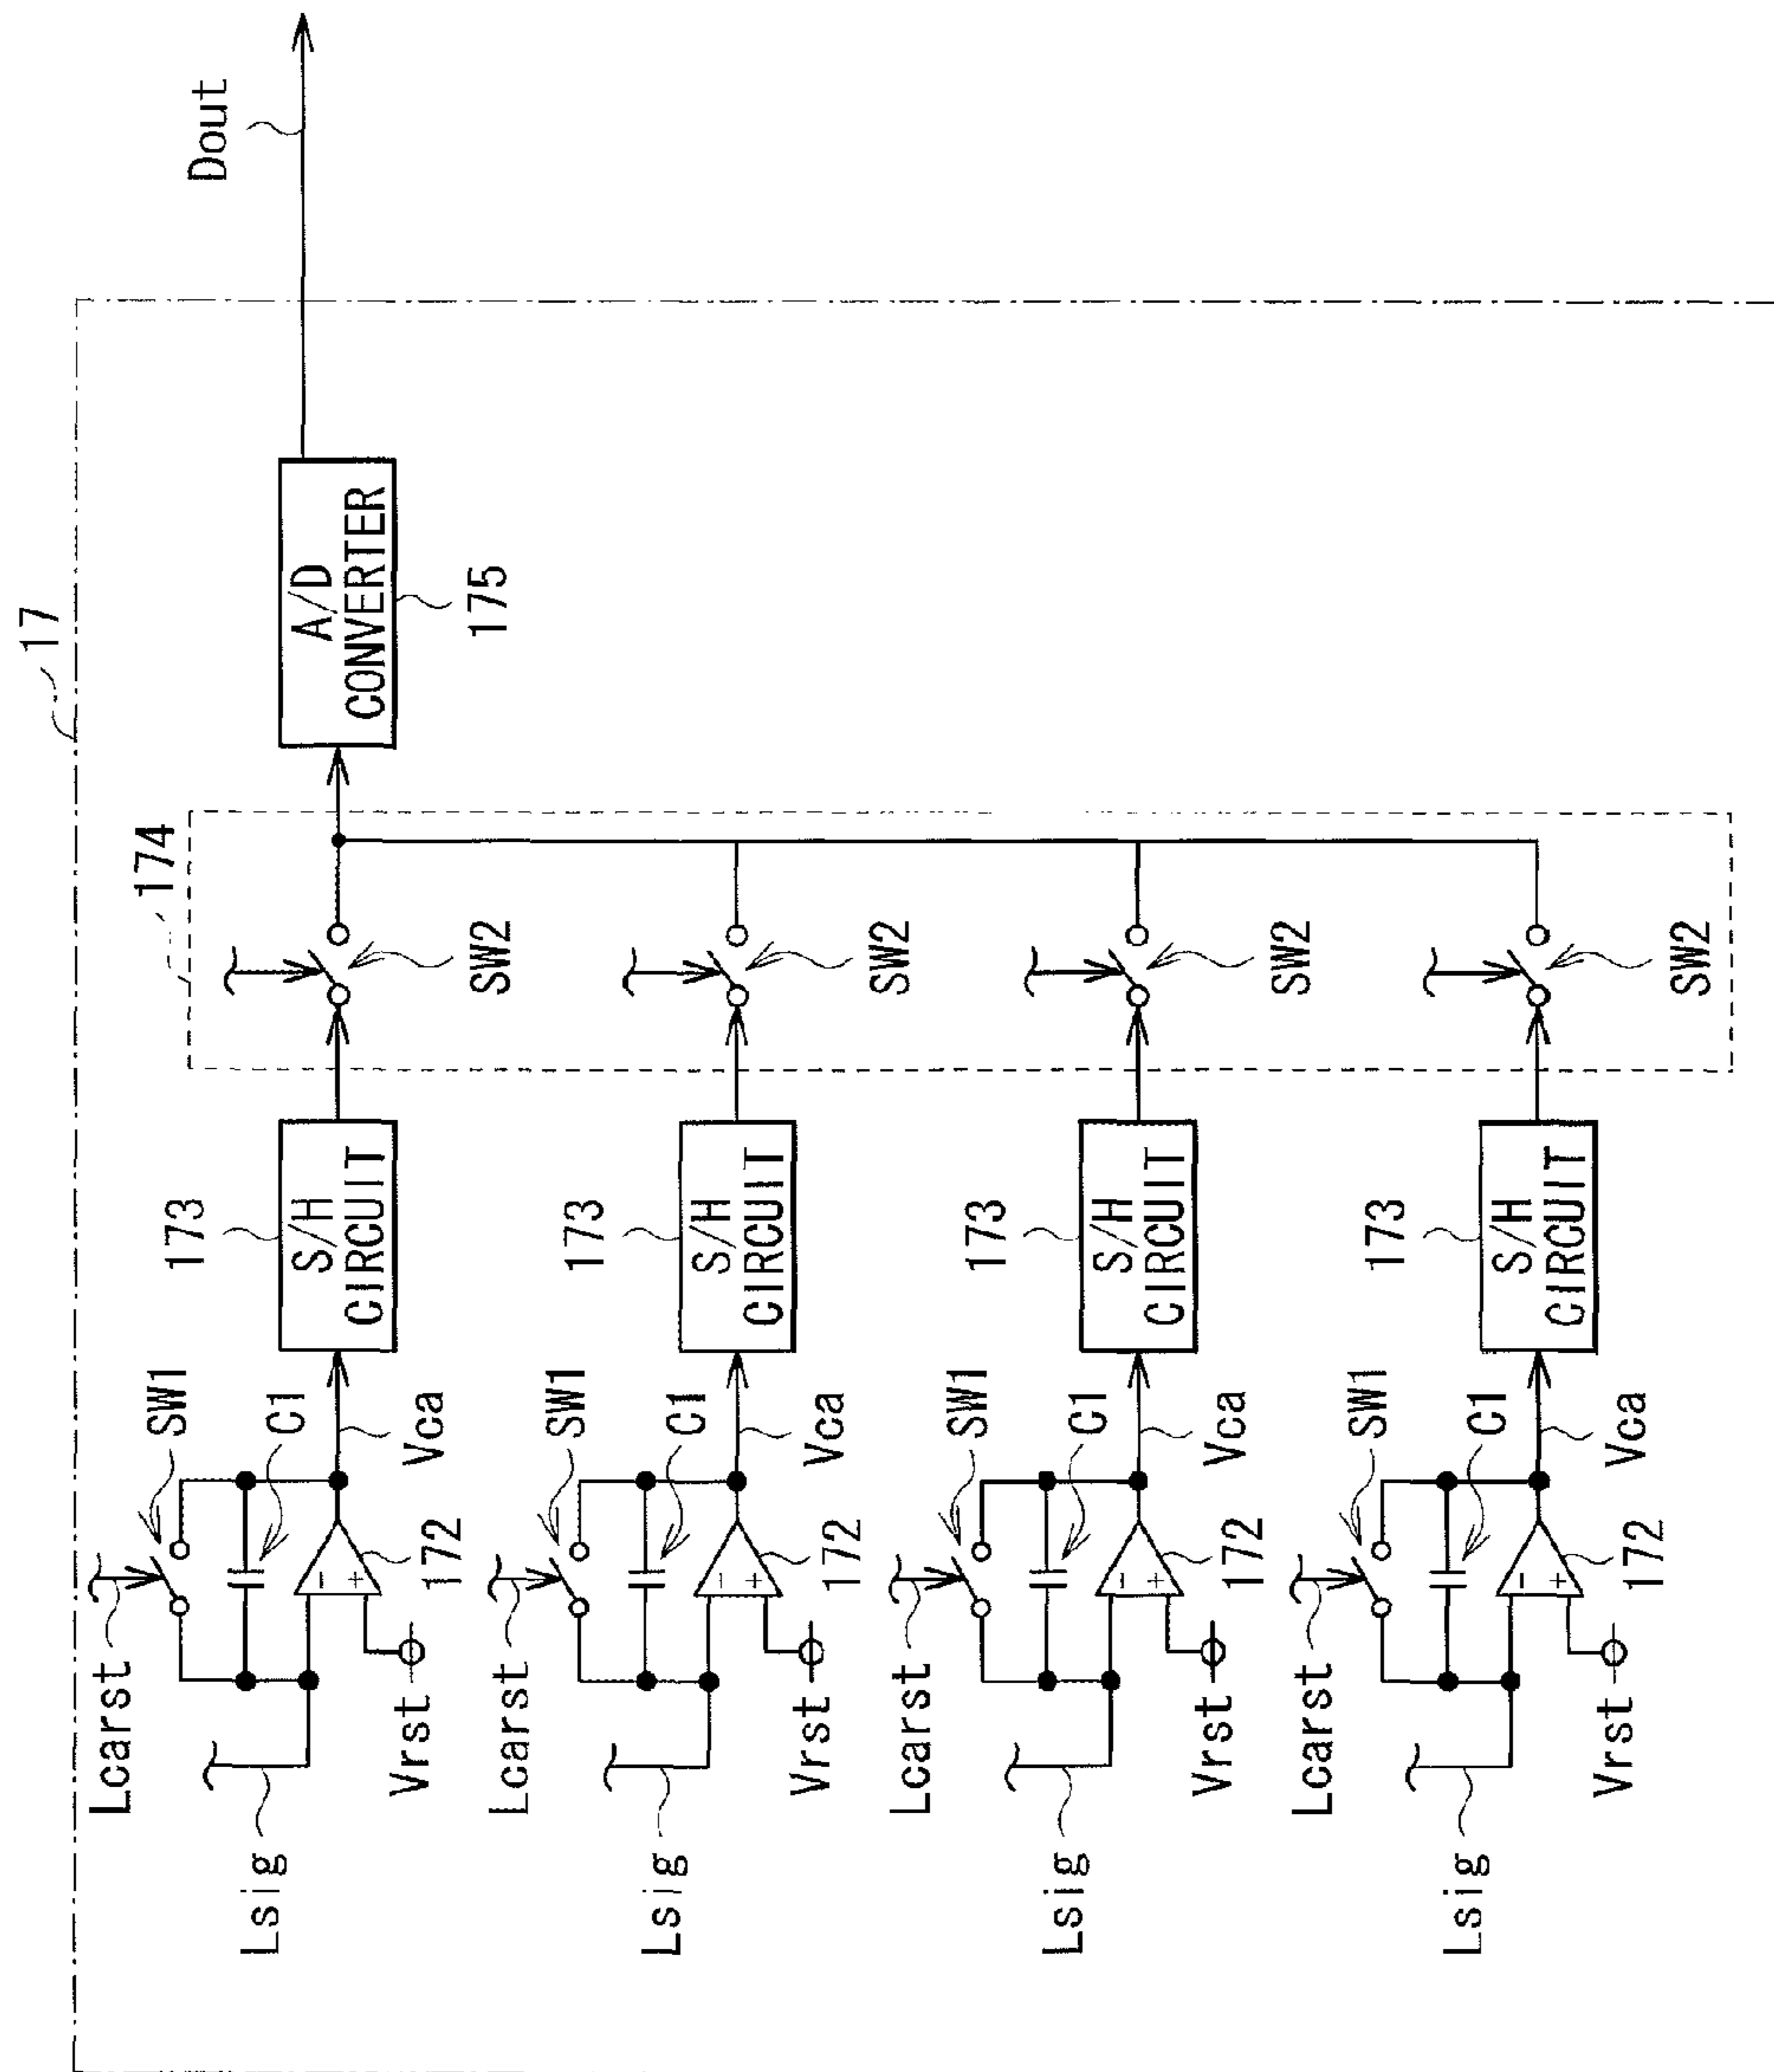 17
Dout
174
A/D
CONVERTER
175
SW2
Lcarst
SW1
C1
173
S/H
CIRCUIT
Lsig
Vrst
172
Vca
SW2
Lcarst
SW1
C1
173
S/H
CIRCUIT
Lsig
Vrst
172
Vca
SW2
Lcarst
SW1
C1
173
S/H
CIRCUIT
Lsig
Vrst
172
Vca
SW2
Lcarst
SW1
C1
173
S/H
CIRCUIT
Lsig
Vrst
172
Vca